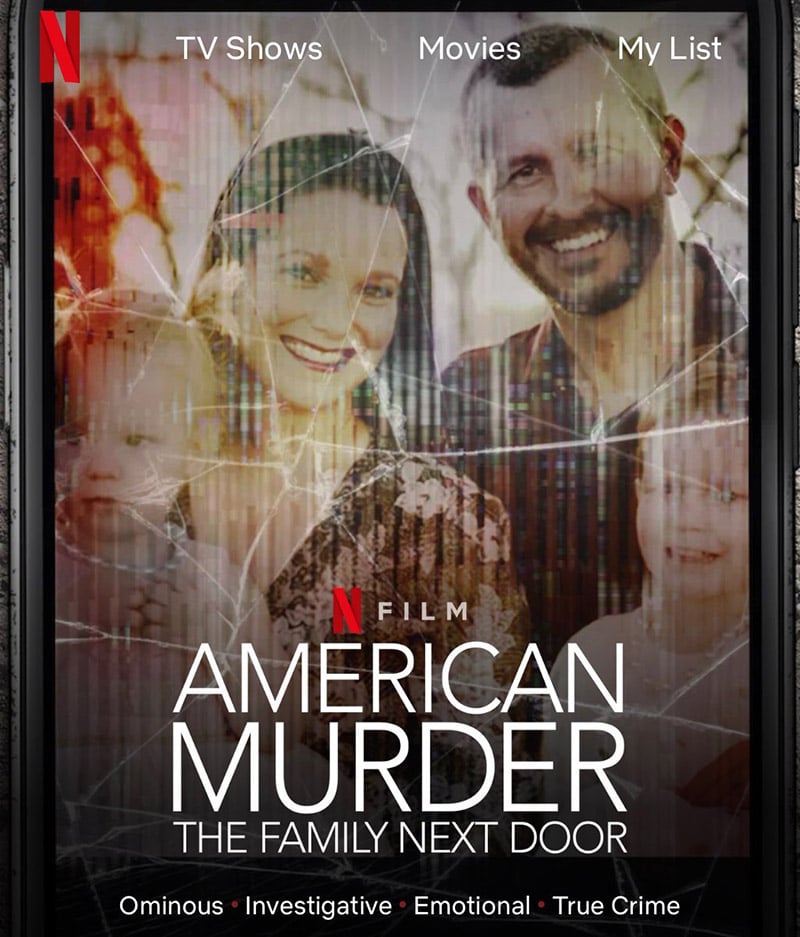 N
TV Shows Movies My List
N FILM
AMERICAN
MURDER
THE FAMILY NEXT DOOR
Ominous • Investigative • Emotional • True Crime